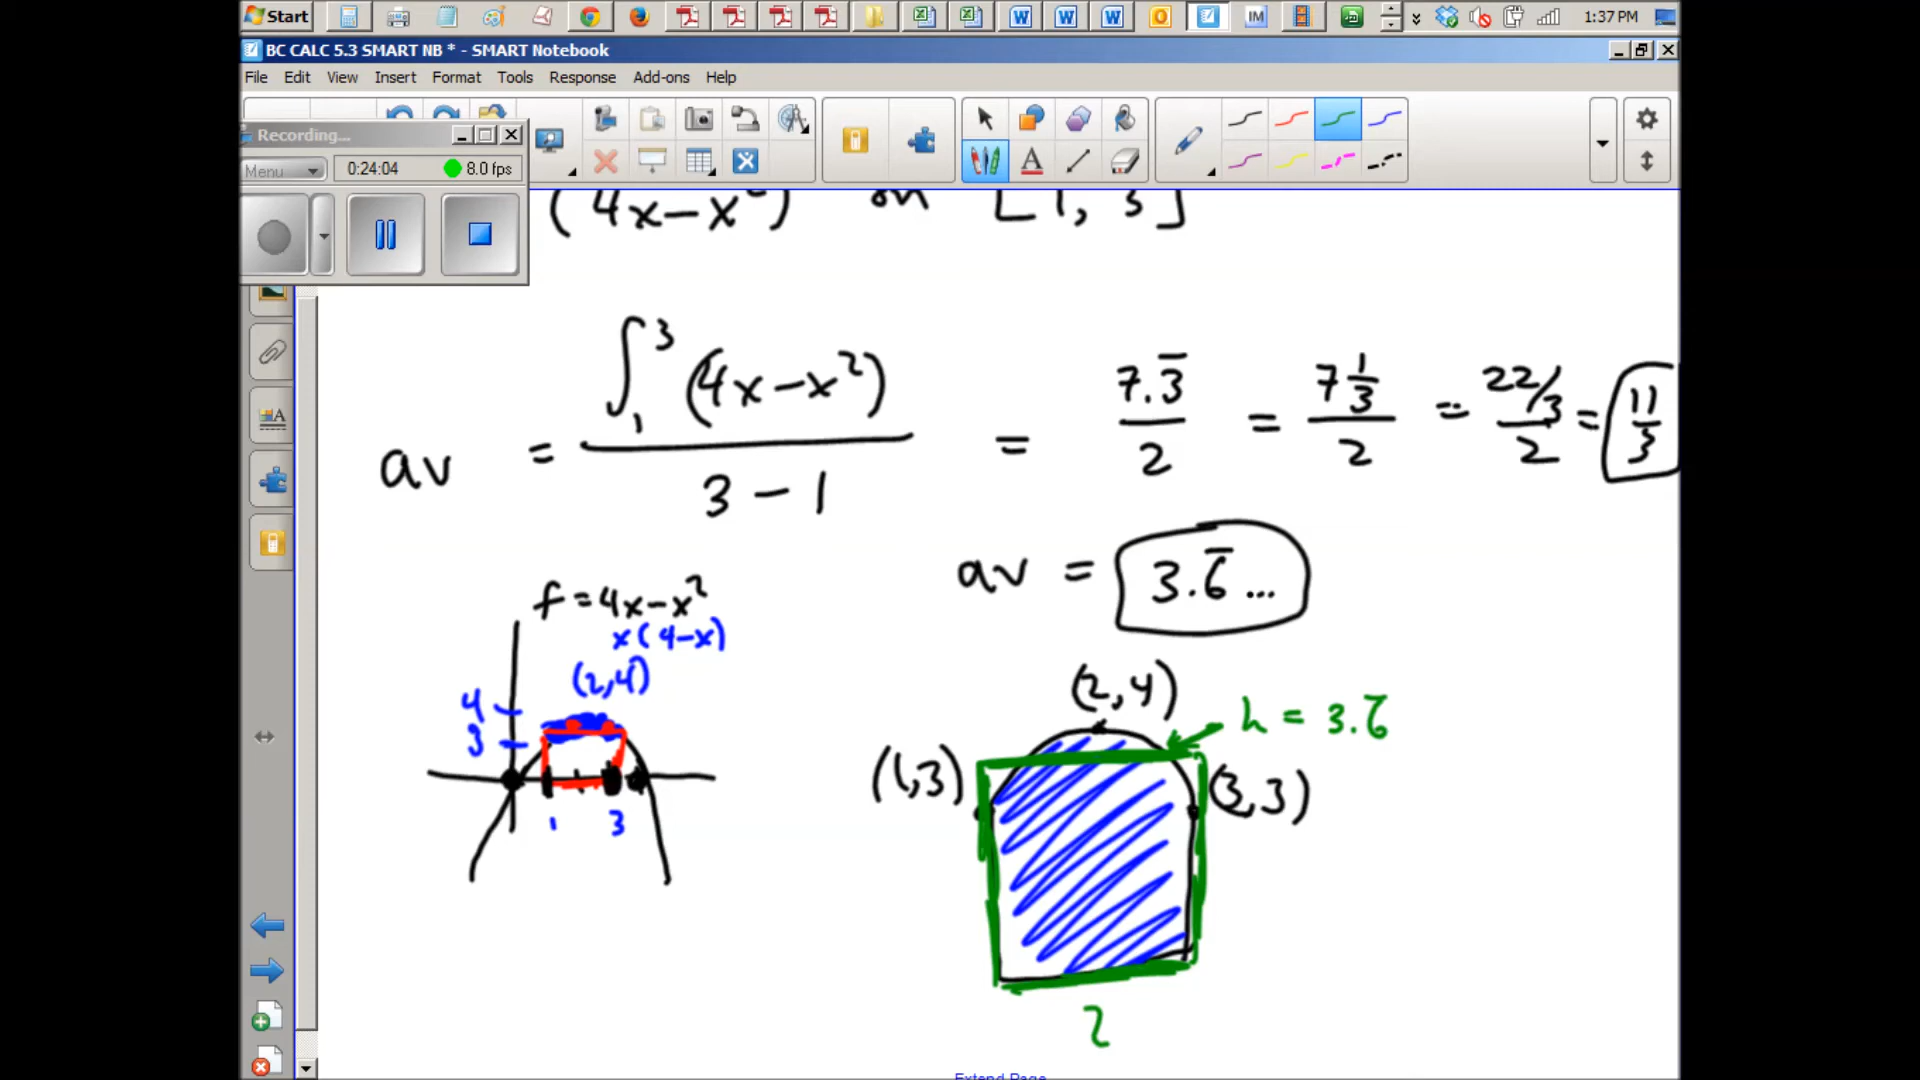 Start
1:37 PM
BC CALC 5.3 SMART NB * - SMART Notebook
File Edit View Insert Format Tools Response Add-ons Help
Recording...
Menu 0:24:04 8.0 fps
(4x-x²) on [1, 3]
av = ∫₁³ (4x-x²) / 3-1 = 7.3̅/2 = 7 1/3 / 2 = 22/3 / 2 = 11/3
av = 3.6̅...
f = 4x-x²
x(4-x)
(2,4)
4
3
1 3
(2,4)
h = 3.6̅
(1,3) (3,3)
2
Extend Page